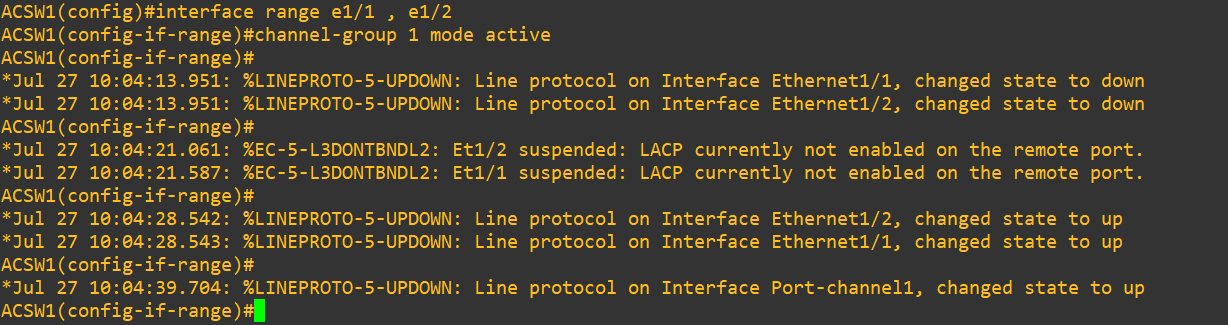 ACSW1(config)#interface range e1/1 , e1/2
ACSW1(config-if-range)#channel-group 1 mode active
ACSW1(config-if-range)#
*Jul 27 10:04:13.951: %LINEPROTO-5-UPDOWN: Line protocol on Interface Ethernet1/1, changed state to down
*Jul 27 10:04:13.951: %LINEPROTO-5-UPDOWN: Line protocol on Interface Ethernet1/2, changed state to down
ACSW1(config-if-range)#
*Jul 27 10:04:21.061: %EC-5-L3DONTBNDL2: Et1/2 suspended: LACP currently not enabled on the remote port.
*Jul 27 10:04:21.587: %EC-5-L3DONTBNDL2: Et1/1 suspended: LACP currently not enabled on the remote port.
ACSW1(config-if-range)#
*Jul 27 10:04:28.542: %LINEPROTO-5-UPDOWN: Line protocol on Interface Ethernet1/2, changed state to up
*Jul 27 10:04:28.543: %LINEPROTO-5-UPDOWN: Line protocol on Interface Ethernet1/1, changed state to up
ACSW1(config-if-range)#
*Jul 27 10:04:39.704: %LINEPROTO-5-UPDOWN: Line protocol on Interface Port-channel1, changed state to up
ACSW1(config-if-range)#